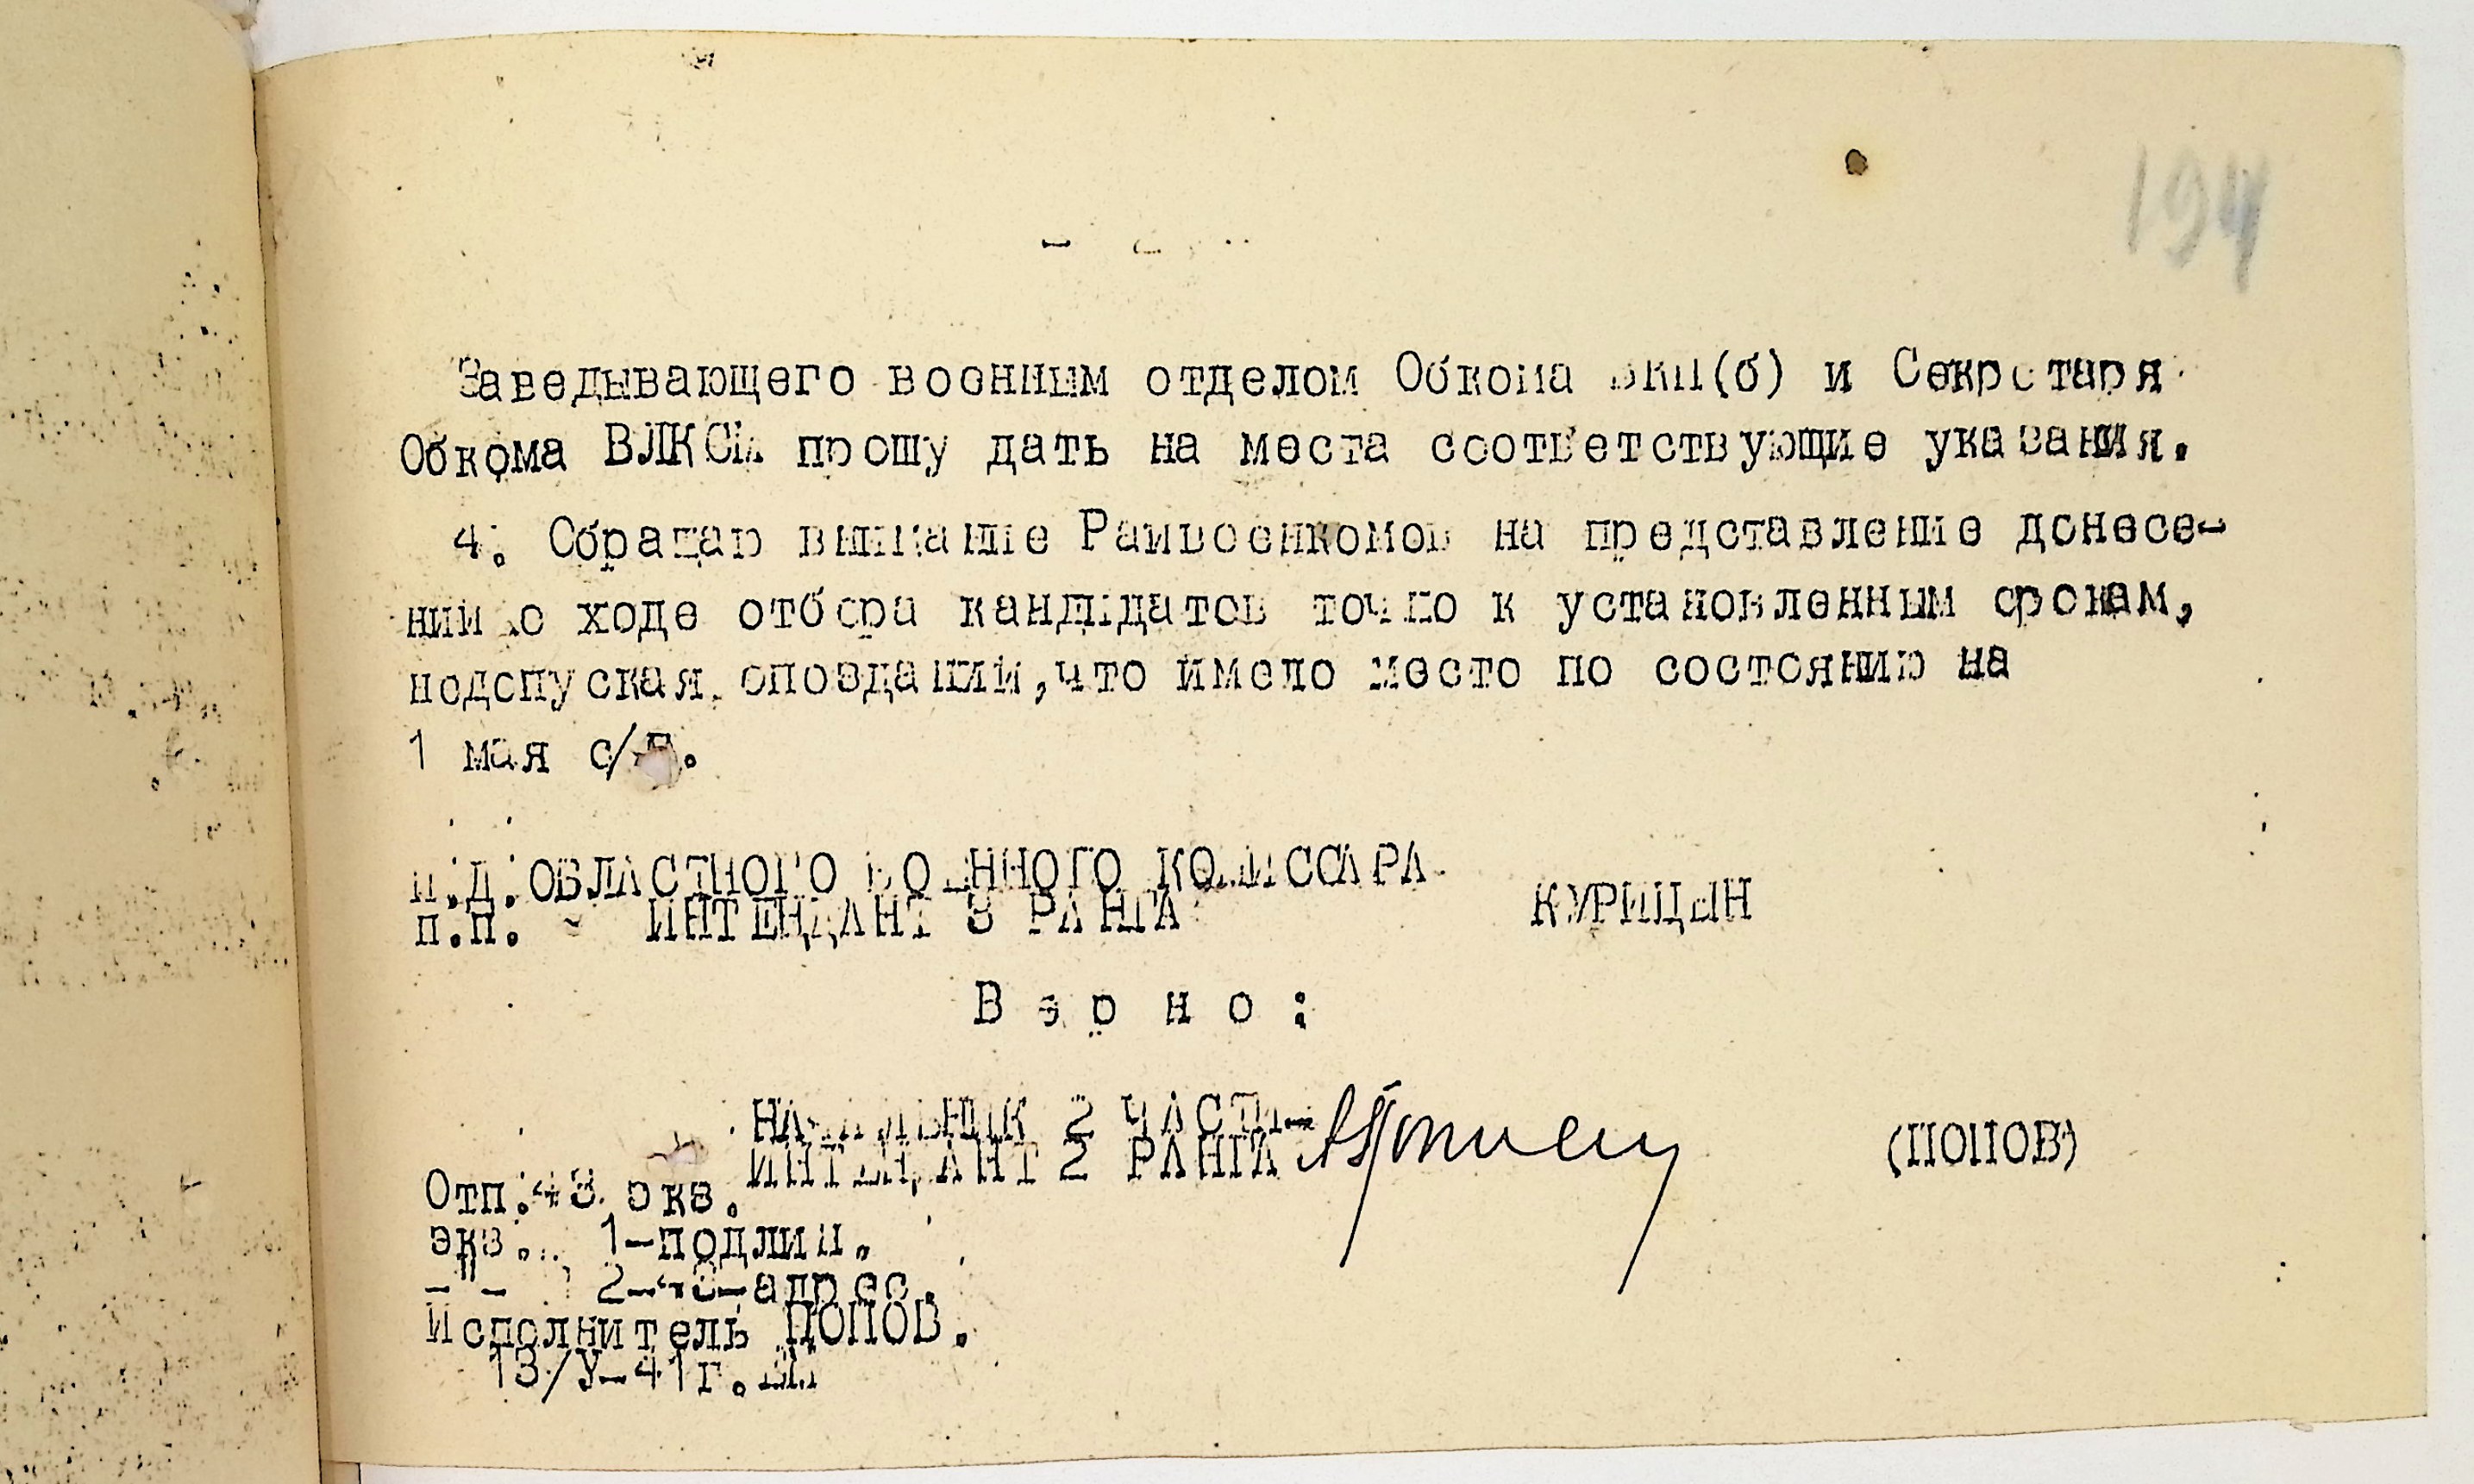 194
- 2 -
Заведывающего военным отделом Обкома ВКП(б) и Секретаря
Обкома ВЛКСМ прошу дать на места соответствующие указания.
4. Обращаю внимание Райвоенкомов на представление донесе-
ний о ходе отбора кандидатов точно к установленным срокам,
недопуская опозданий, что имело место по состоянию на
1 мая с/г.
И.Д. ОБЛАСТНОГО ВОЕННОГО КОМИССАРА
п.п. - ИНТЕНДАНТ 3 РАНГА КУРИЦЫН
Верно:
НАЧАЛЬНИК 2 ЧАСТИ-
ИНТЕНДАНТ 2 РАНГА (ПОПОВ)
Отп. 48 экз.
экз. 1-подлин.
-"- 2-48-адрес.
Исполнитель ПОПОВ.
13/У-41г.